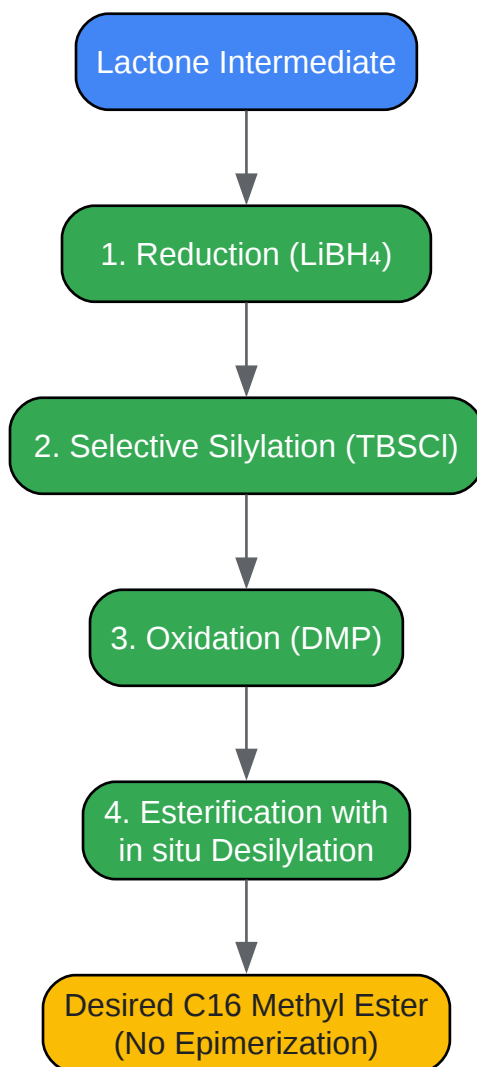 Lactone Intermediate
1. Reduction (LiBH₄)
2. Selective Silylation (TBSCl)
3. Oxidation (DMP)
4. Esterification with
in situ Desilylation
Desired C16 Methyl Ester
(No Epimerization)